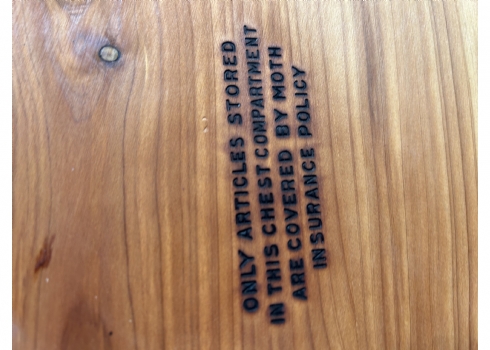 ONLY ARTICLES STORED
IN THIS CHEST COMPARTMENT
ARE COVERED BY MOTH
INSURANCE POLICY